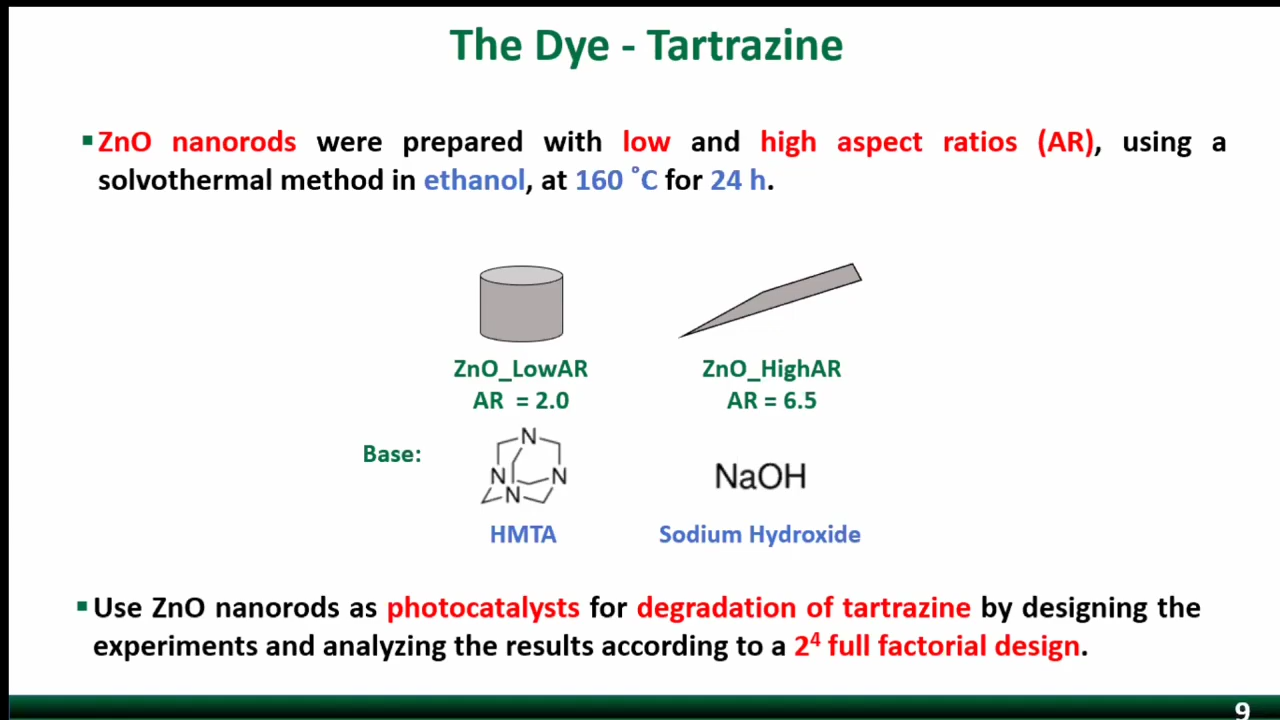 The Dye - Tartrazine
▪ZnO nanorods were prepared with low and high aspect ratios (AR), using a
solvothermal method in ethanol, at 160 ˚C for 24 h.
ZnO_LowAR
AR = 2.0
ZnO_HighAR
AR = 6.5
Base:
N
N
N
N
HMTA
NaOH
Sodium Hydroxide
▪Use ZnO nanorods as photocatalysts for degradation of tartrazine by designing the
experiments and analyzing the results according to a 2⁴ full factorial design.
9